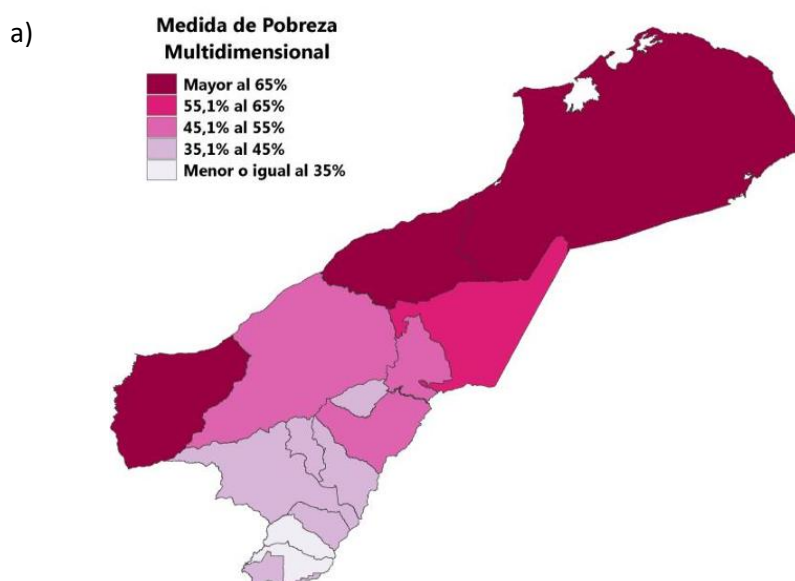 a)
Medida de Pobreza
Multidimensional
Mayor al 65%
55,1% al 65%
45,1% al 55%
35,1% al 45%
Menor o igual al 35%